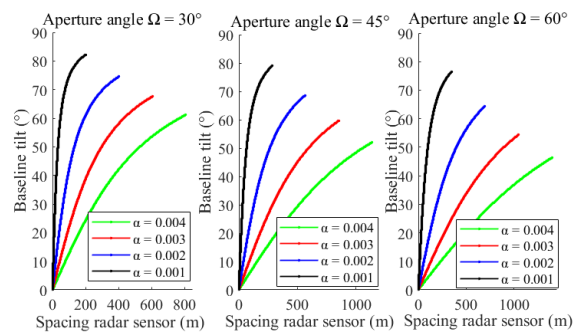 Aperture angle Ω = 30°
90
80
70
60
50
40
30
20
10
0
Baseline tilt (°)
α = 0.004
α = 0.003
α = 0.002
α = 0.001
0 200 400 600 800
Spacing radar sensor (m)
Aperture angle Ω = 45°
90
80
70
60
50
40
30
20
10
0
Baseline tilt (°)
α = 0.004
α = 0.003
α = 0.002
α = 0.001
0 500 1000
Spacing radar sensor (m)
Aperture angle Ω = 60°
90
80
70
60
50
40
30
20
10
0
Baseline tilt (°)
α = 0.004
α = 0.003
α = 0.002
α = 0.001
0 500 1000
Spacing radar sensor (m)